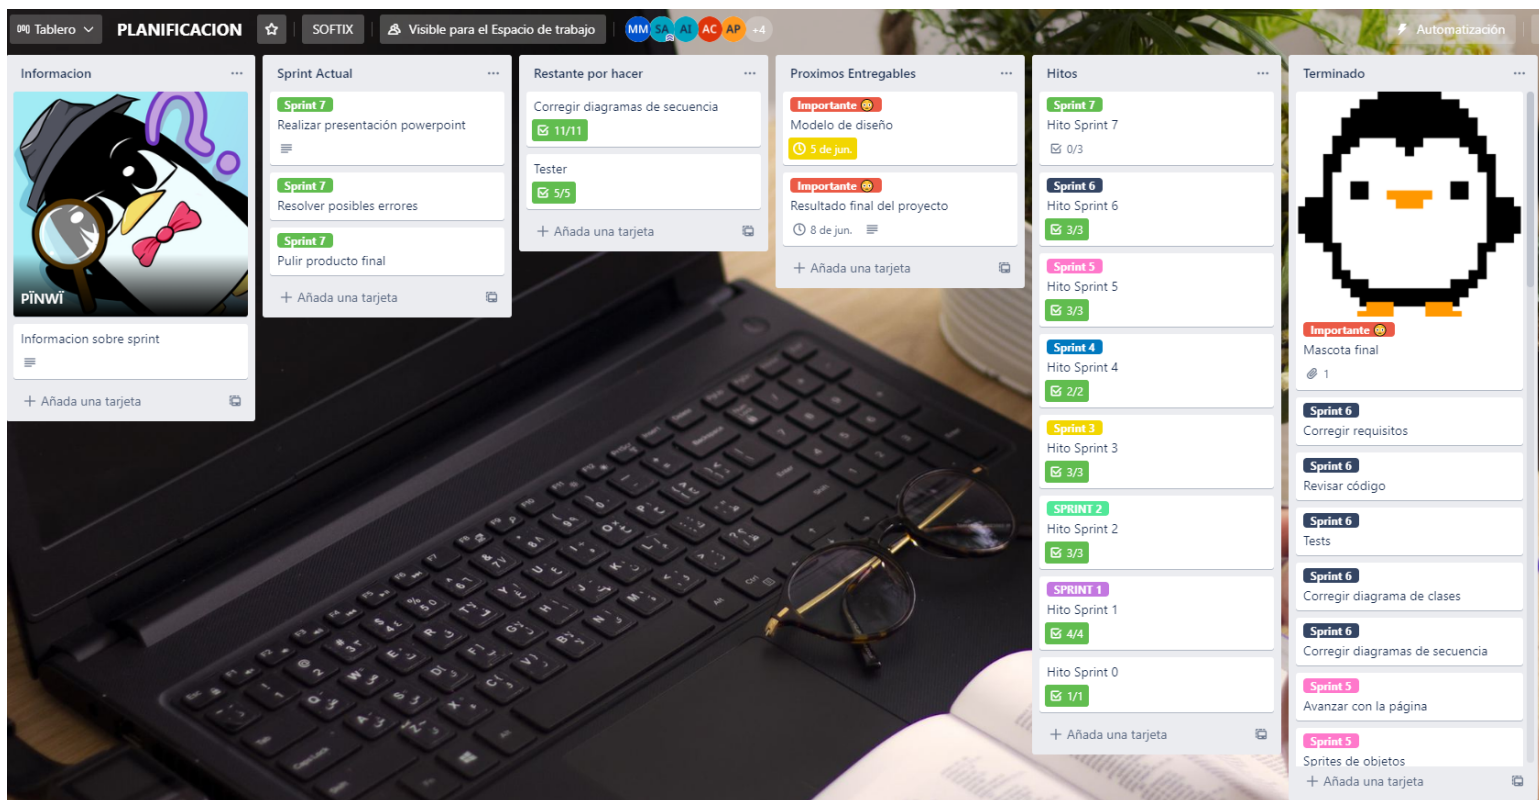 Tablero
PLANIFICACION
SOFTIX
Visible para el Espacio de trabajo
MM
SA
AI
AC
AP
+4
Automatización
Informacion
PÏNWÏ
Informacion sobre sprint
Añada una tarjeta
Sprint Actual
Sprint 7
Realizar presentación powerpoint
Sprint 7
Resolver posibles errores
Sprint 7
Pulir producto final
Añada una tarjeta
Restante por hacer
Corregir diagramas de secuencia
11/11
Tester
5/5
Añada una tarjeta
Proximos Entregables
Importante
Modelo de diseño
5 de jun.
Importante
Resultado final del proyecto
8 de jun.
Añada una tarjeta
Hitos
Sprint 7
Hito Sprint 7
0/3
Sprint 6
Hito Sprint 6
3/3
Sprint 5
Hito Sprint 5
3/3
Sprint 4
Hito Sprint 4
2/2
Sprint 3
Hito Sprint 3
3/3
SPRINT 2
Hito Sprint 2
3/3
SPRINT 1
Hito Sprint 1
4/4
Hito Sprint 0
1/1
Añada una tarjeta
Terminado
Importante
Mascota final
1
Sprint 6
Corregir requisitos
Sprint 6
Revisar código
Sprint 6
Tests
Sprint 6
Corregir diagrama de clases
Sprint 6
Corregir diagramas de secuencia
Sprint 5
Avanzar con la página
Sprint 5
Sprites de objetos
Añada una tarjeta